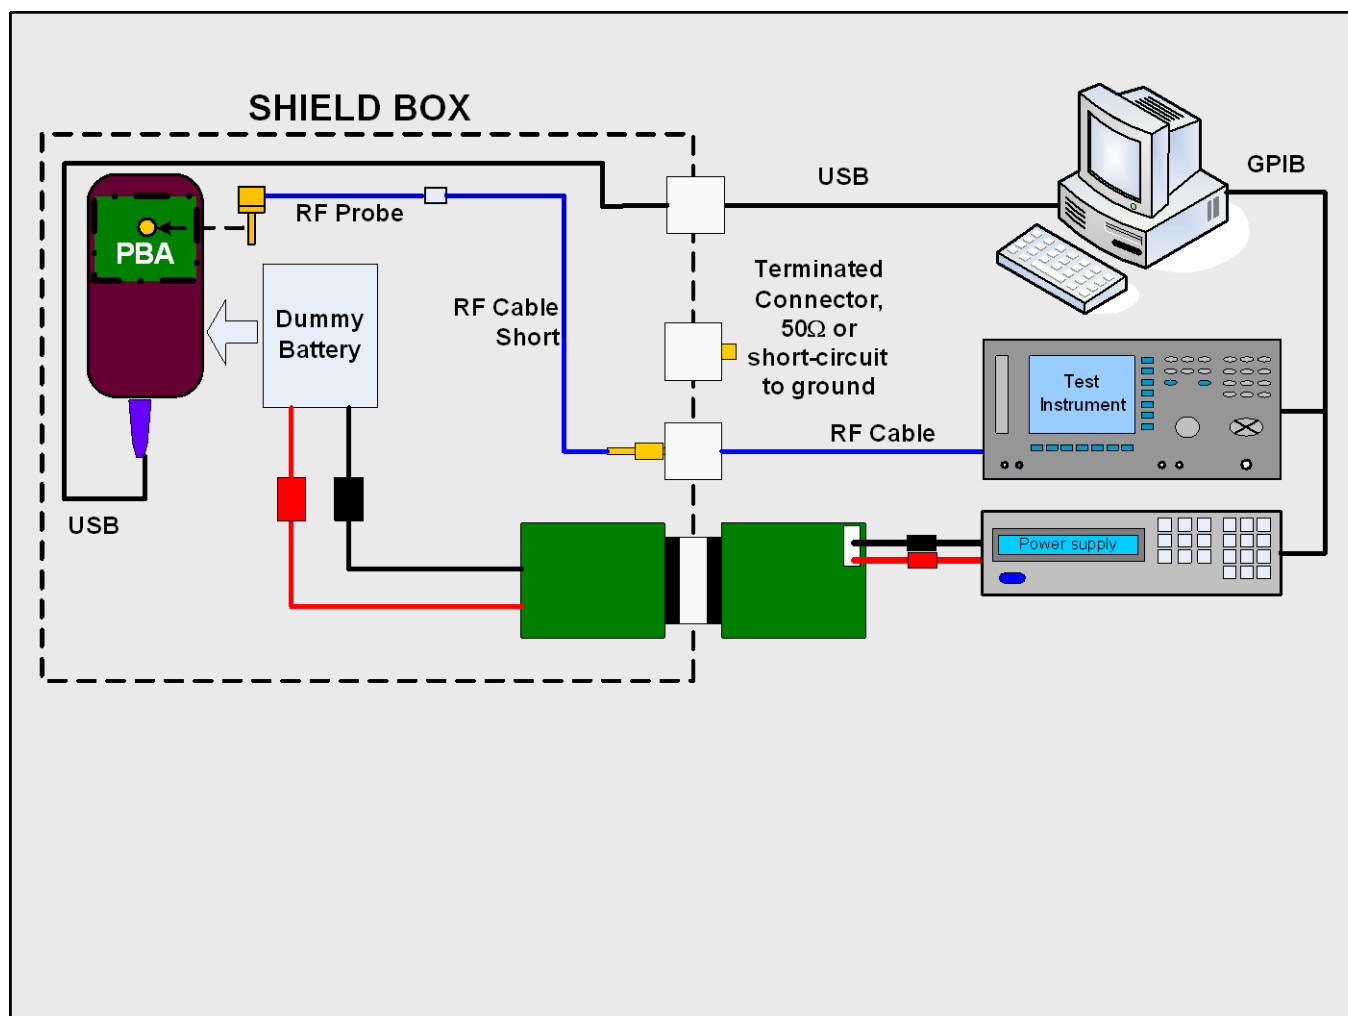 SHIELD BOX
USB
GPIB
RF Probe
PBA
Terminated
Connector,
50Ω or
short-circuit
to ground
RF Cable
Short
Dummy
Battery
Test
Instrument
RF Cable
USB
Power supply